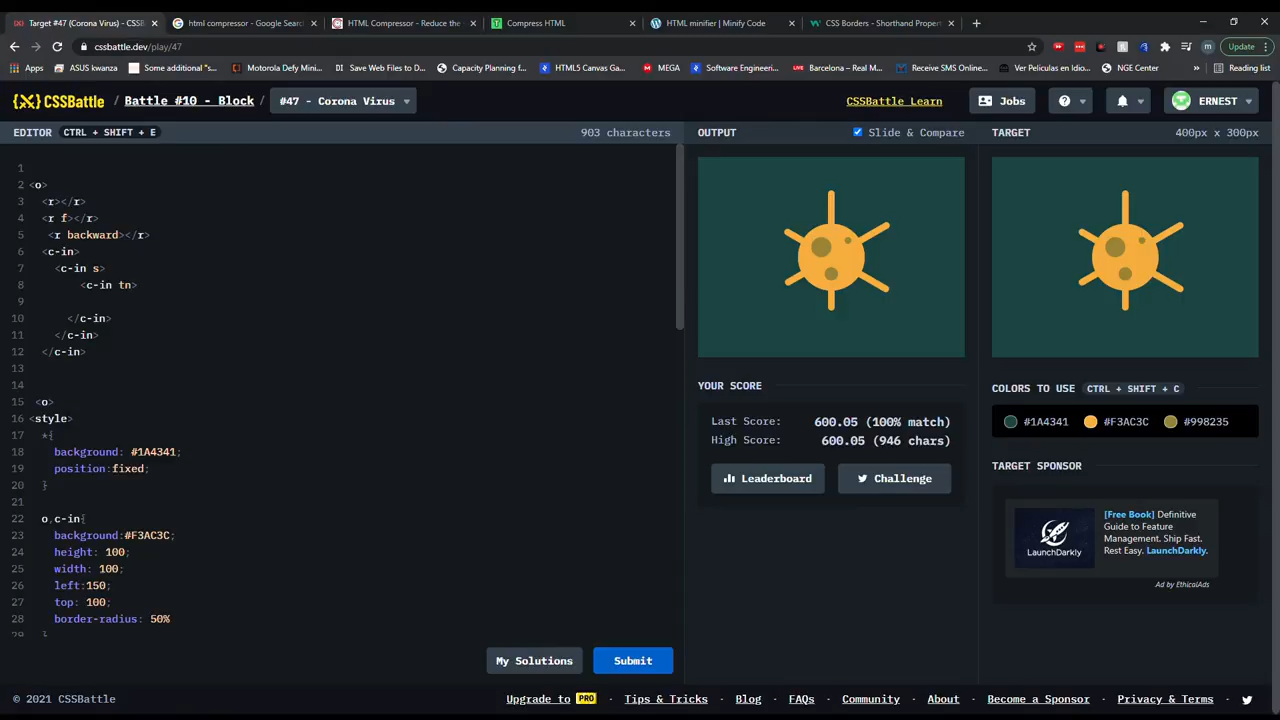 Target #47 (Corona Virus) - CSSB
html compressor - Google Searc
HTML Compressor - Reduce the
Compress HTML
HTML minifier | Minify Code
CSS Borders - Shorthand Propert
cssbattle.dev/play/47
m
Update
Apps
ASUS kwanza
Some additional "s...
Motorola Defy Mini...
Save Web Files to D...
Capacity Planning f...
HTML5 Canvas Ga...
Software Engineeri...
MEGA
LIVE Barcelona – Real M...
Receive SMS Online...
Ver Peliculas en Idio...
NGE Center
»
Reading list
CSSBattle
Battle #10 - Block / #47 - Corona Virus
CSSBattle Learn
Jobs
ERNEST
EDITOR CTRL + SHIFT + E
903 characters
OUTPUT
Slide & Compare
TARGET
400px x 300px
1
2 <o>
3 <r></r>
4 <r f></r>
5 <r backward></r>
6 <c-in>
7 <c-in s>
8 <c-in tn>
9
10 </c-in>
11 </c-in>
12 </c-in>
13
14
15 <o>
16 <style>
17 *{
18 background: #1A4341;
19 position:fixed;
20 }
21
22 o,c-in{
23 background:#F3AC3C;
24 height: 100;
25 width: 100;
26 left:150;
27 top: 100;
28 border-radius: 50%
29 }
My Solutions
Submit
YOUR SCORE
Last Score: 600.05 (100% match)
High Score: 600.05 (946 chars)
Leaderboard
Challenge
COLORS TO USE CTRL + SHIFT + C
#1A4341
#F3AC3C
#998235
TARGET SPONSOR
LaunchDarkly
[Free Book] Definitive
Guide to Feature
Management. Ship Fast.
Rest Easy. LaunchDarkly.
Ad by EthicalAds
© 2021 CSSBattle
Upgrade to PRO
Tips & Tricks
Blog
FAQs
Community
About
Become a Sponsor
Privacy & Terms